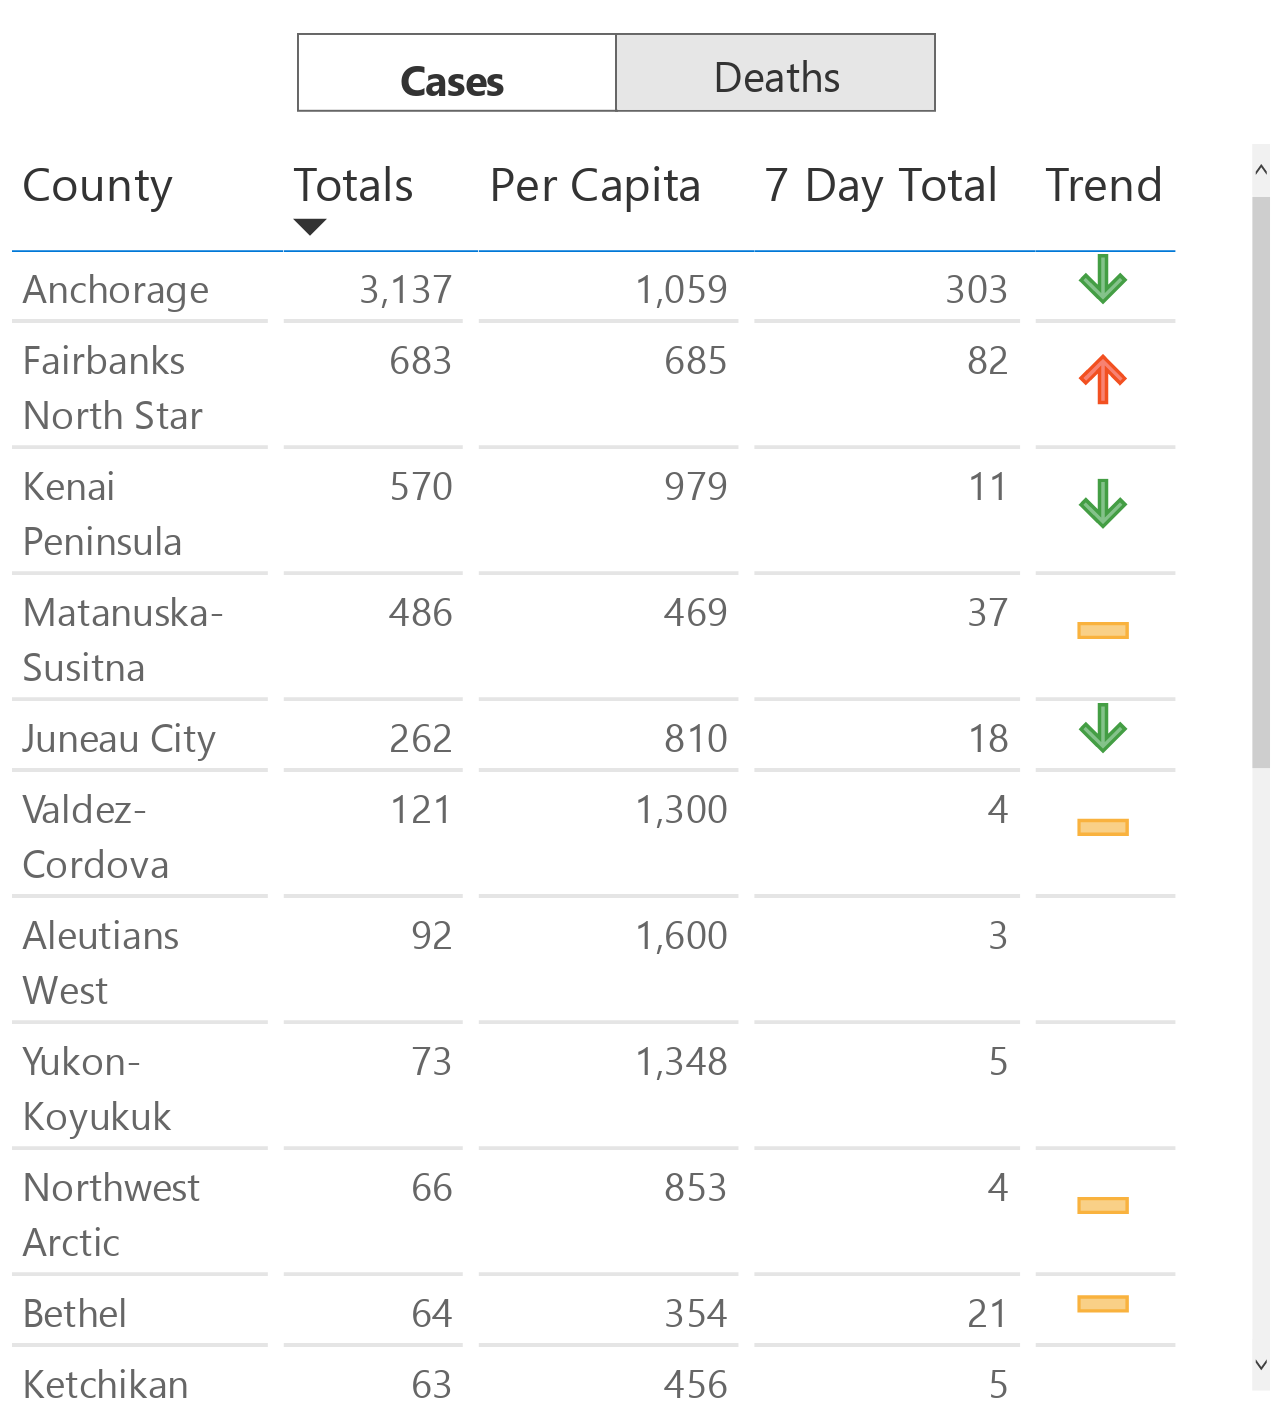 Cases Deaths
County Totals Per Capita 7 Day Total Trend
Anchorage 3,137 1,059 303
Fairbanks 683 685 82
North Star
Kenai 570 979 11
Peninsula
Matanuska- 486 469 37
Susitna
Juneau City 262 810 18
Valdez- 121 1,300 4
Cordova
Aleutians 92 1,600 3
West
Yukon- 73 1,348 5
Koyukuk
Northwest 66 853 4
Arctic
Bethel 64 354 21
Ketchikan 63 456 5